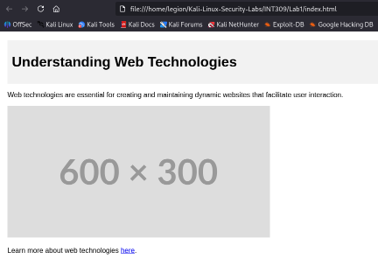 file:///home/legion/Kali-Linux-Security-Labs/INT309/Lab1/index.html
OffSec Kali Linux Kali Tools Kali Docs Kali Forums Kali NetHunter Exploit-DB Google Hacking DB
Understanding Web Technologies
Web technologies are essential for creating and maintaining dynamic websites that facilitate user interaction.
600 × 300
Learn more about web technologies here.